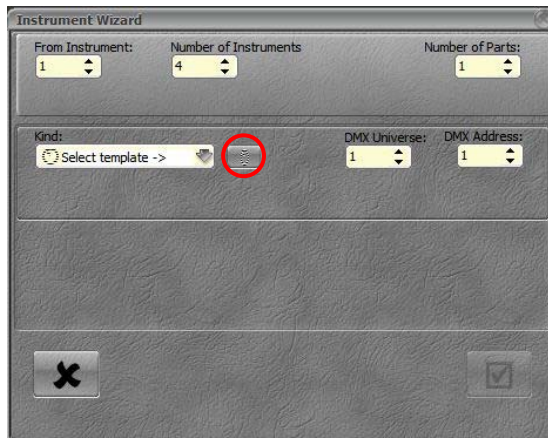 Instrument Wizard
From Instrument: Number of Instruments Number of Parts:
1 4 1
Kind: DMX Universe: DMX Address:
Select template -> 1 1